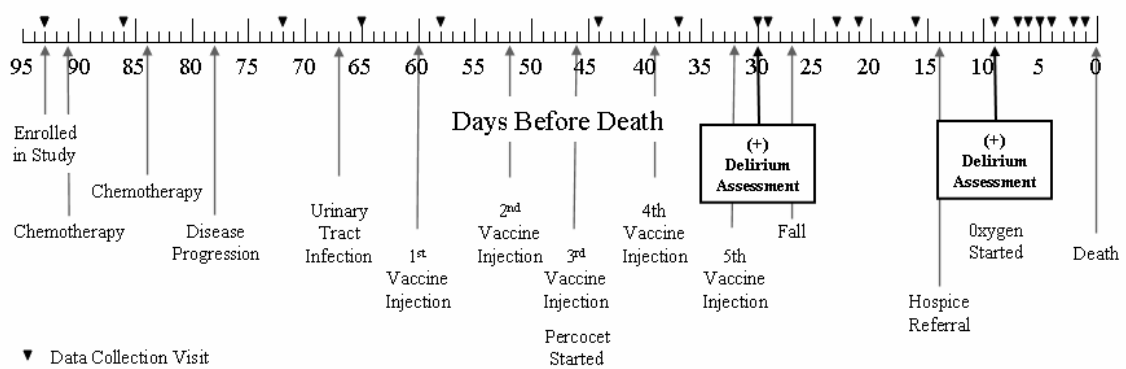 95 90 85 80 75 70 65 60 55 50 45 40 35 30 25 20 15 10 5 0
Days Before Death
Enrolled
in Study
Chemotherapy
Chemotherapy
Disease
Progression
Urinary
Tract
Infection
1st
Vaccine
Injection
2nd
Vaccine
Injection
3rd
Vaccine
Injection
Percocet
Started
4th
Vaccine
Injection
5th
Vaccine
Injection
(+)
Delirium
Assessment
Fall
Hospice
Referral
(+)
Delirium
Assessment
0xygen
Started
Death
▼ Data Collection Visit